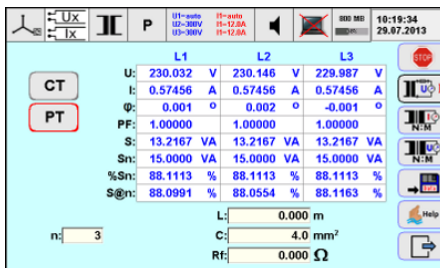 Ux
Ix
P
U1=auto
U2=300V
U3=300V
I1=auto
I1=12.0A
I1=12.0A
800 MB
10:19:34
29.07.2013
L1 L2 L3
U: 230.032 V 230.146 V 229.987 V
I: 0.57456 A 0.57456 A 0.57456 A
φ: 0.001 o 0.002 o -0.001 o
PF: 1.00000 1.00000 1.00000
S: 13.2167 VA 13.2167 VA 13.2167 VA
Sn: 15.0000 VA 15.0000 VA 15.0000 VA
%Sn: 88.1113 % 88.1113 % 88.1113 %
S@n: 88.0991 % 88.0554 % 88.1163 %
CT
PT
n: 3
L: 0.000 m
C: 4.0 mm²
Rf: 0.000 Ω
STOP
N:M
N:M
Help